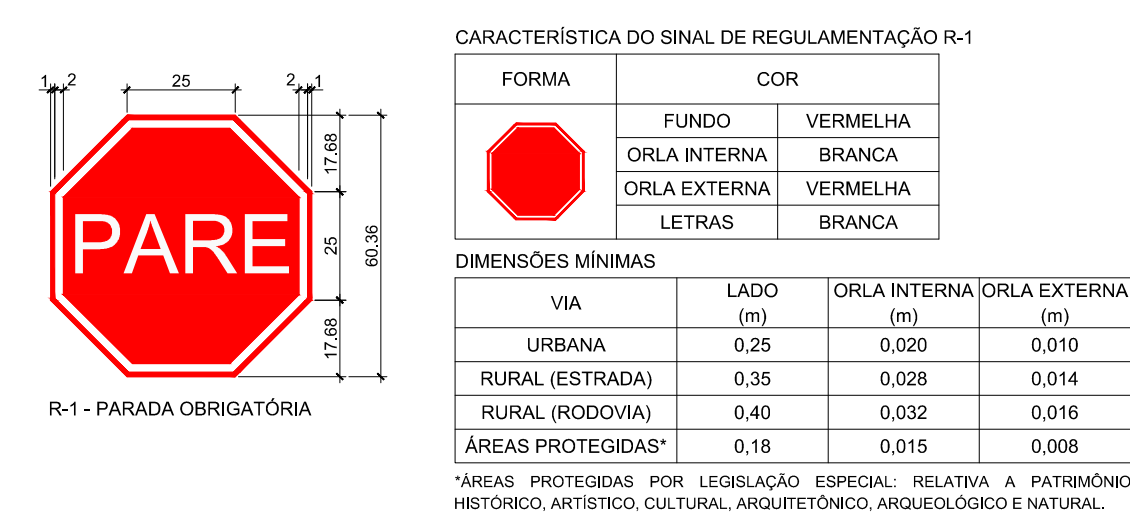 1 2 25 2 1
17.68
25
17.68
60.36
PARE
R-1 - PARADA OBRIGATÓRIA
CARACTERÍSTICA DO SINAL DE REGULAMENTAÇÃO R-1
FORMA COR
FUNDO VERMELHA
ORLA INTERNA BRANCA
ORLA EXTERNA VERMELHA
LETRAS BRANCA
DIMENSÕES MÍNIMAS
VIA LADO (m) ORLA INTERNA (m) ORLA EXTERNA (m)
URBANA 0,25 0,020 0,010
RURAL (ESTRADA) 0,35 0,028 0,014
RURAL (RODOVIA) 0,40 0,032 0,016
ÁREAS PROTEGIDAS* 0,18 0,015 0,008
*ÁREAS PROTEGIDAS POR LEGISLAÇÃO ESPECIAL: RELATIVA A PATRIMÔNIO
HISTÓRICO, ARTÍSTICO, CULTURAL, ARQUITETÔNICO, ARQUEOLÓGICO E NATURAL.